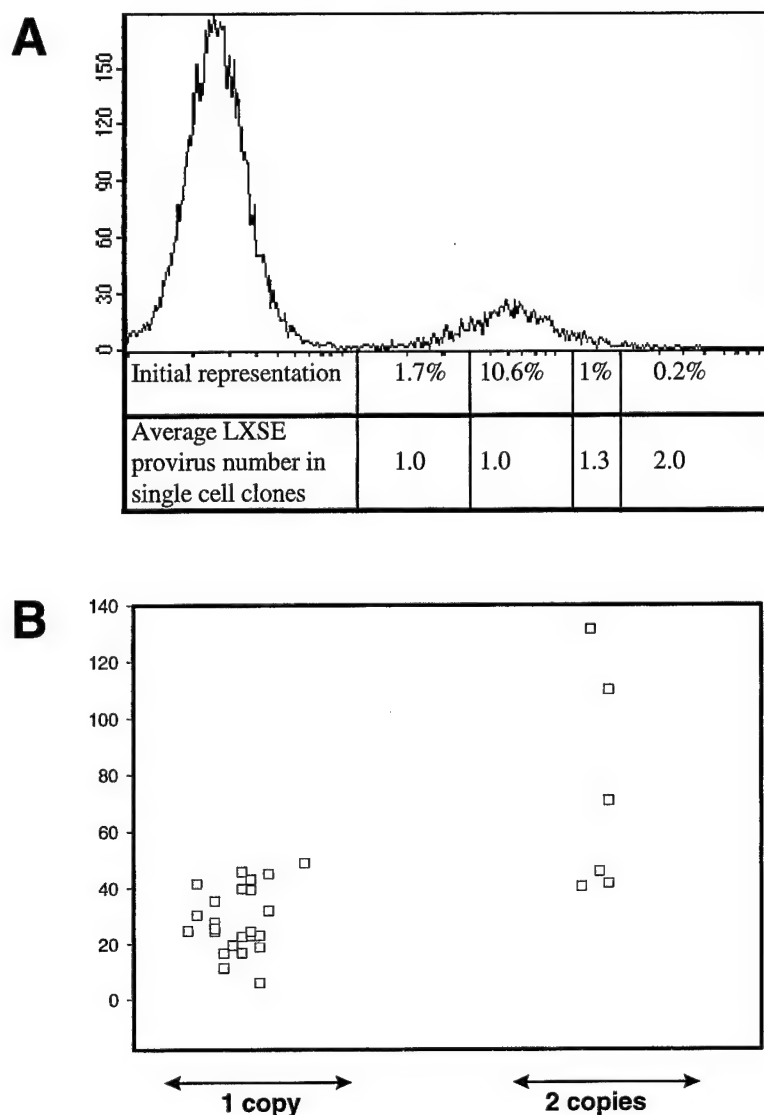 A
150
120
90
60
30
0
Initial representation 1.7% 10.6% 1% 0.2%
Average LXSE
provirus number in 1.0 1.0 1.3 2.0
single cell clones
B
140
120
100
80
60
40
20
0
1 copy 2 copies